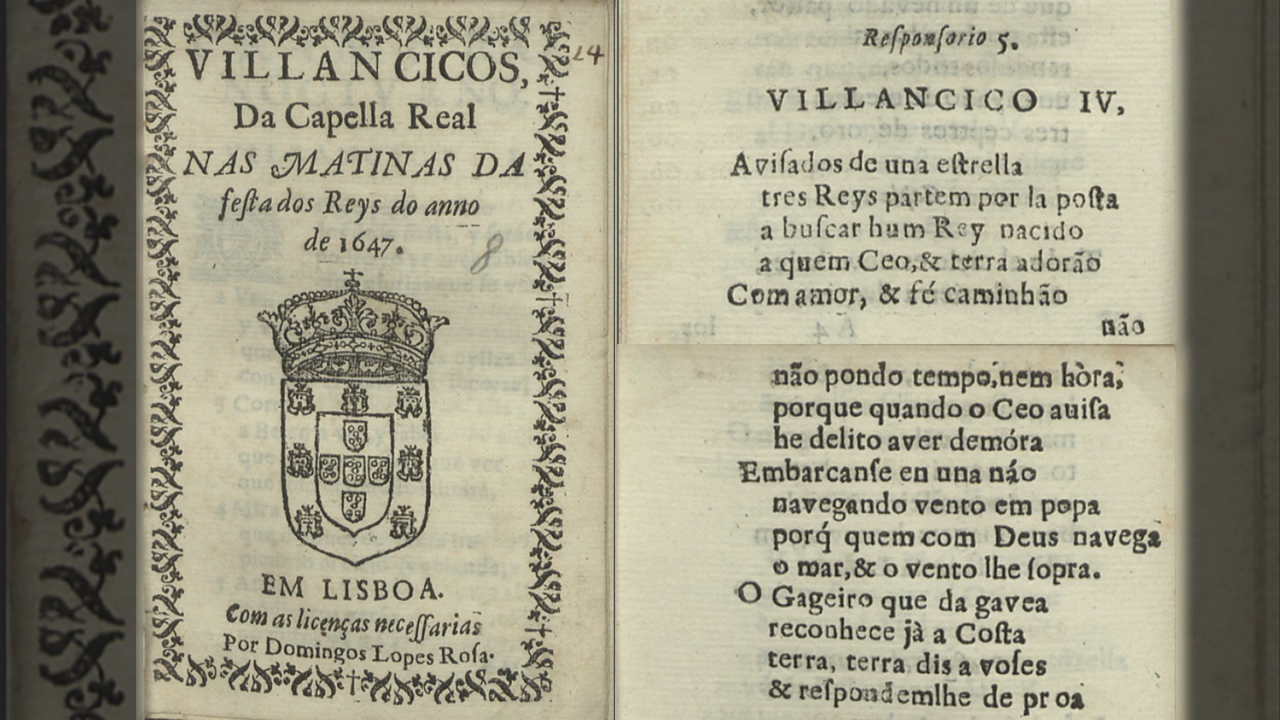 VILLANCICOS,
Da Capella Real
NAS MATINAS DA
feſta dos Reys do anno
de 1647.
8
EM LISBOA.
Com as licenças neceſſarias
Por Domingos Lopes Roſa.
14
Reſponſorio 5.
VILLANCICO IV,
Aviſados de una eſtrella
tres Reys partem por la poſta
a buſcar hum Rey nacido
a quem Ceo,& terra adorão
Com amor, & fé caminhão
não
não pondo tempo,nem hòra,
porque quando o Ceo auiſa
he delito aver demóra
Embarcanſe en una náo
navegando vento em popa
porq́ quem com Deus navega
o mar,& o vento lhe ſopra.
O Gageiro que da gavea
reconhece jà a Coſta
terra, terra dis a voſes
& reſpondemlhe de proa